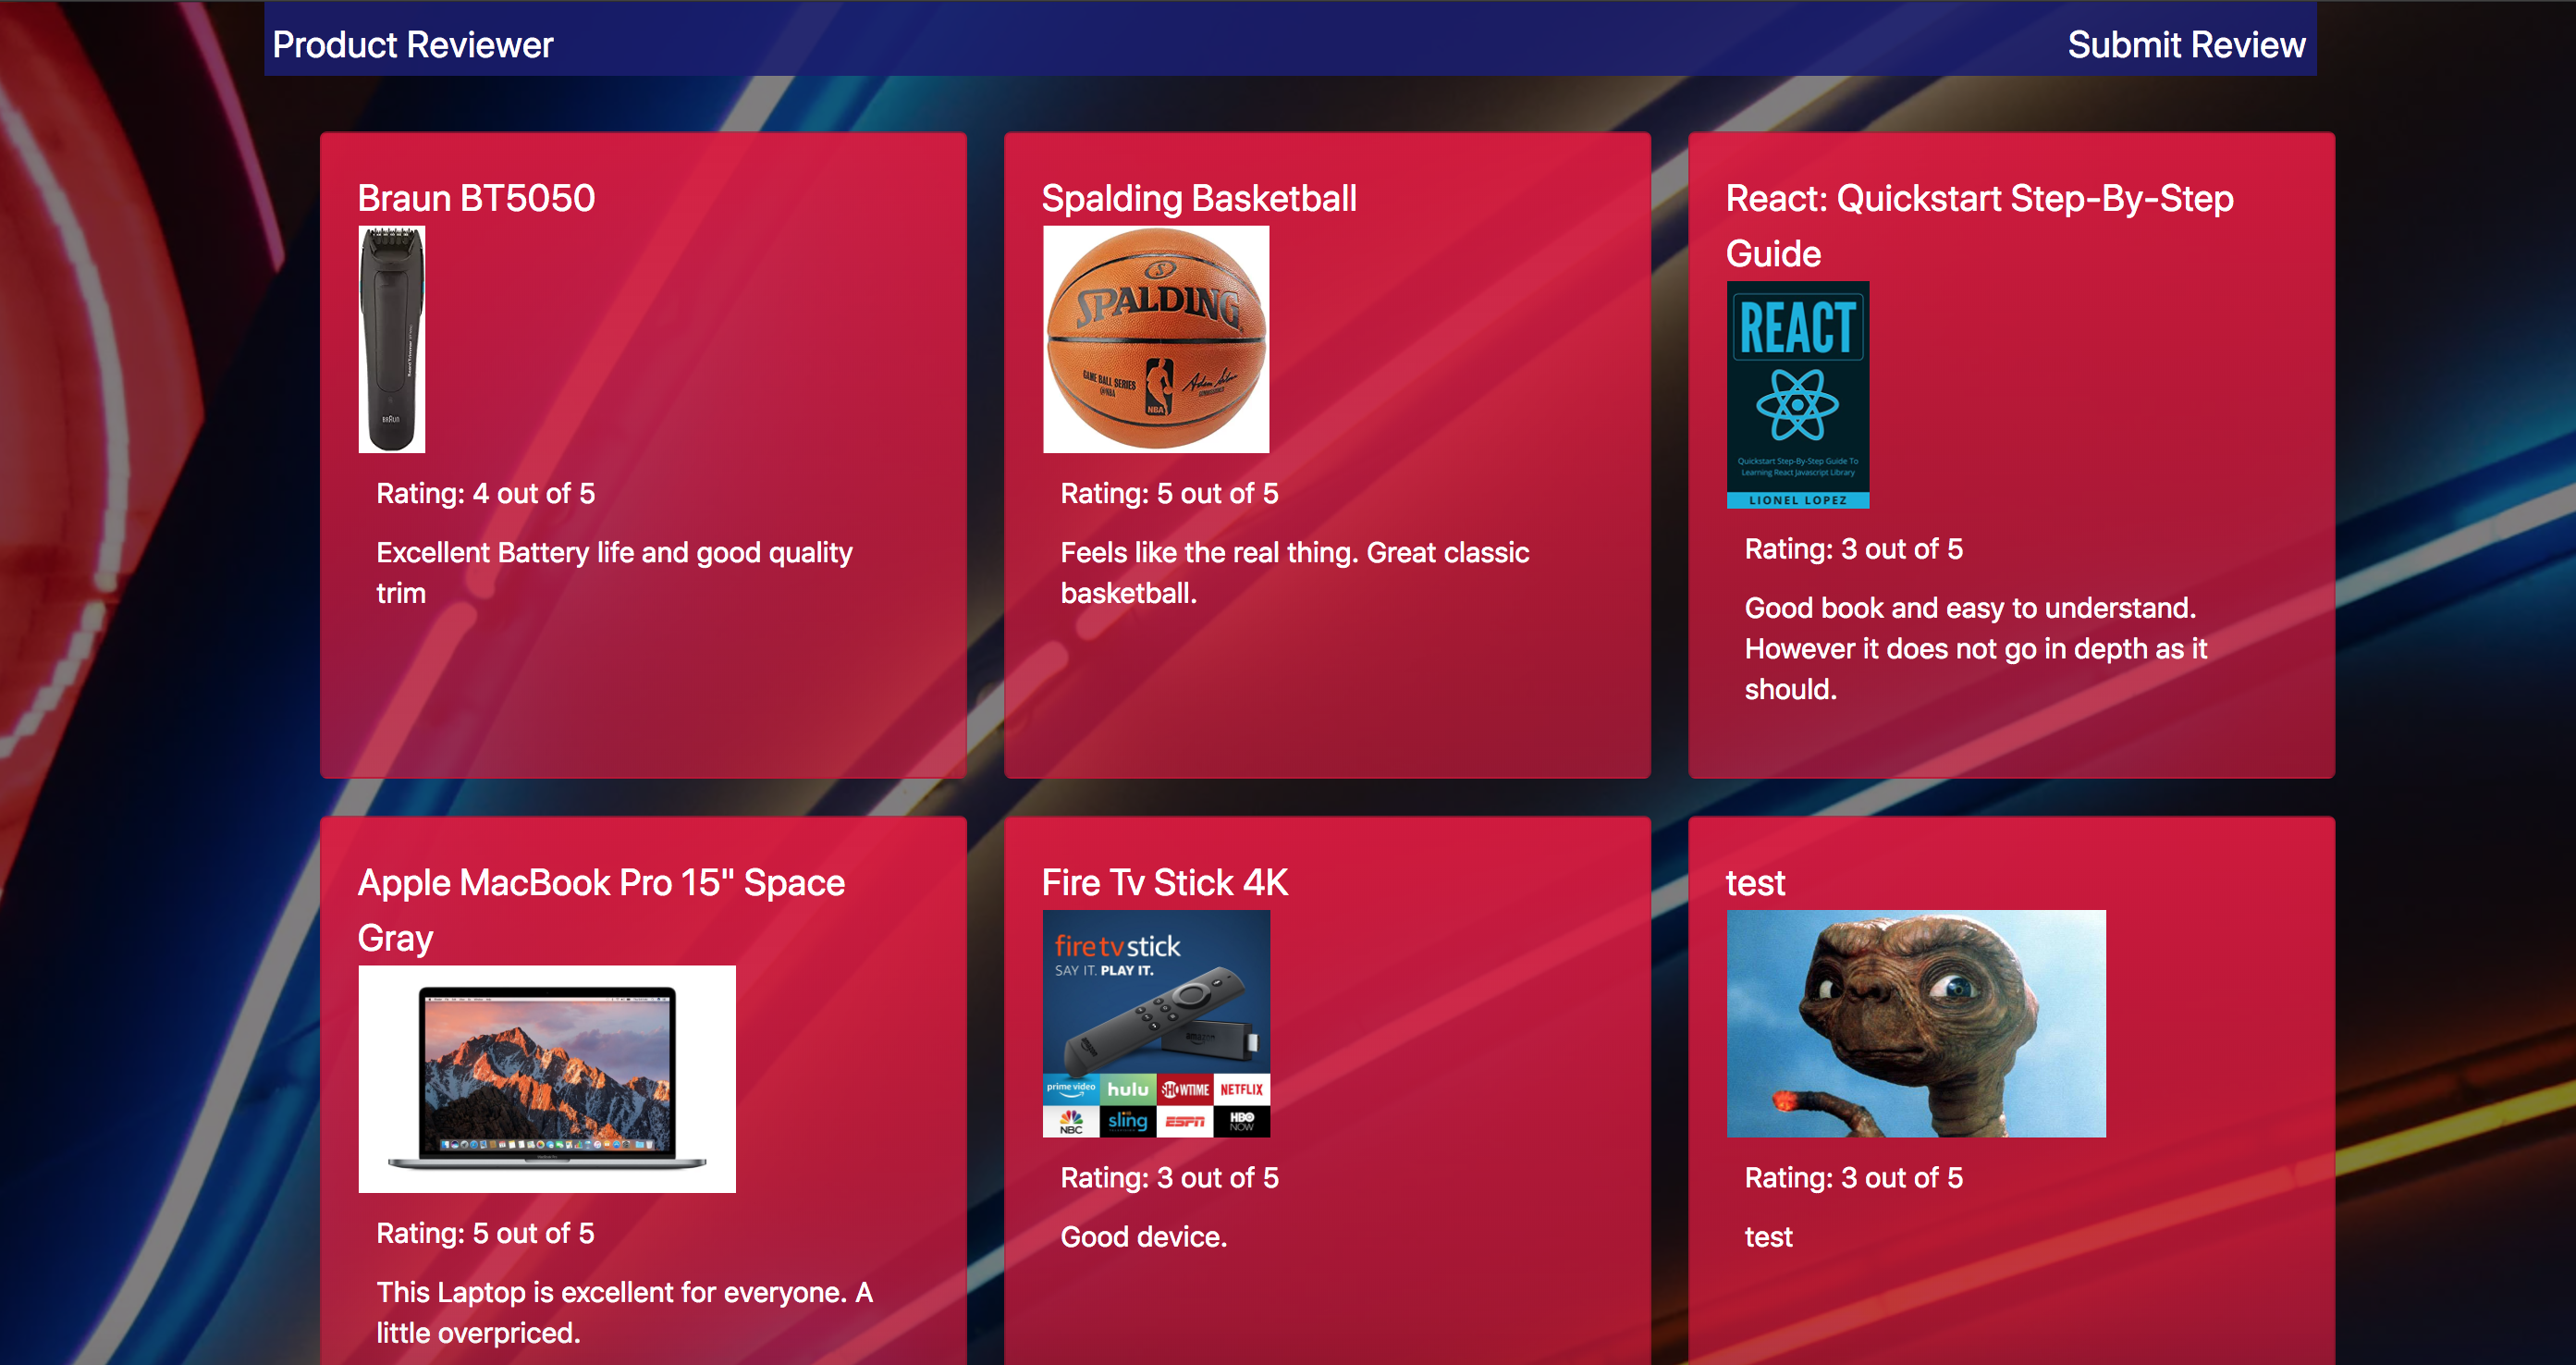 Product Reviewer
Submit Review
Braun BT5050
BRAUN
Rating: 4 out of 5
Excellent Battery life and good quality
trim
Spalding Basketball
SPALDING
GAME BALL SERIES
NBA
Rating: 5 out of 5
Feels like the real thing. Great classic
basketball.
React: Quickstart Step-By-Step
Guide
REACT
Quickstart Step-By-Step Guide To
Learning React Javascript Library
LIONEL LOPEZ
Rating: 3 out of 5
Good book and easy to understand.
However it does not go in depth as it
should.
Apple MacBook Pro 15" Space
Gray
Rating: 5 out of 5
This Laptop is excellent for everyone. A
little overpriced.
Fire Tv Stick 4K
firetvstick
SAY IT. PLAY IT.
prime video hulu SHOWTIME NETFLIX
NBC sling ESPN HBO NOW
Rating: 3 out of 5
Good device.
test
Rating: 3 out of 5
test